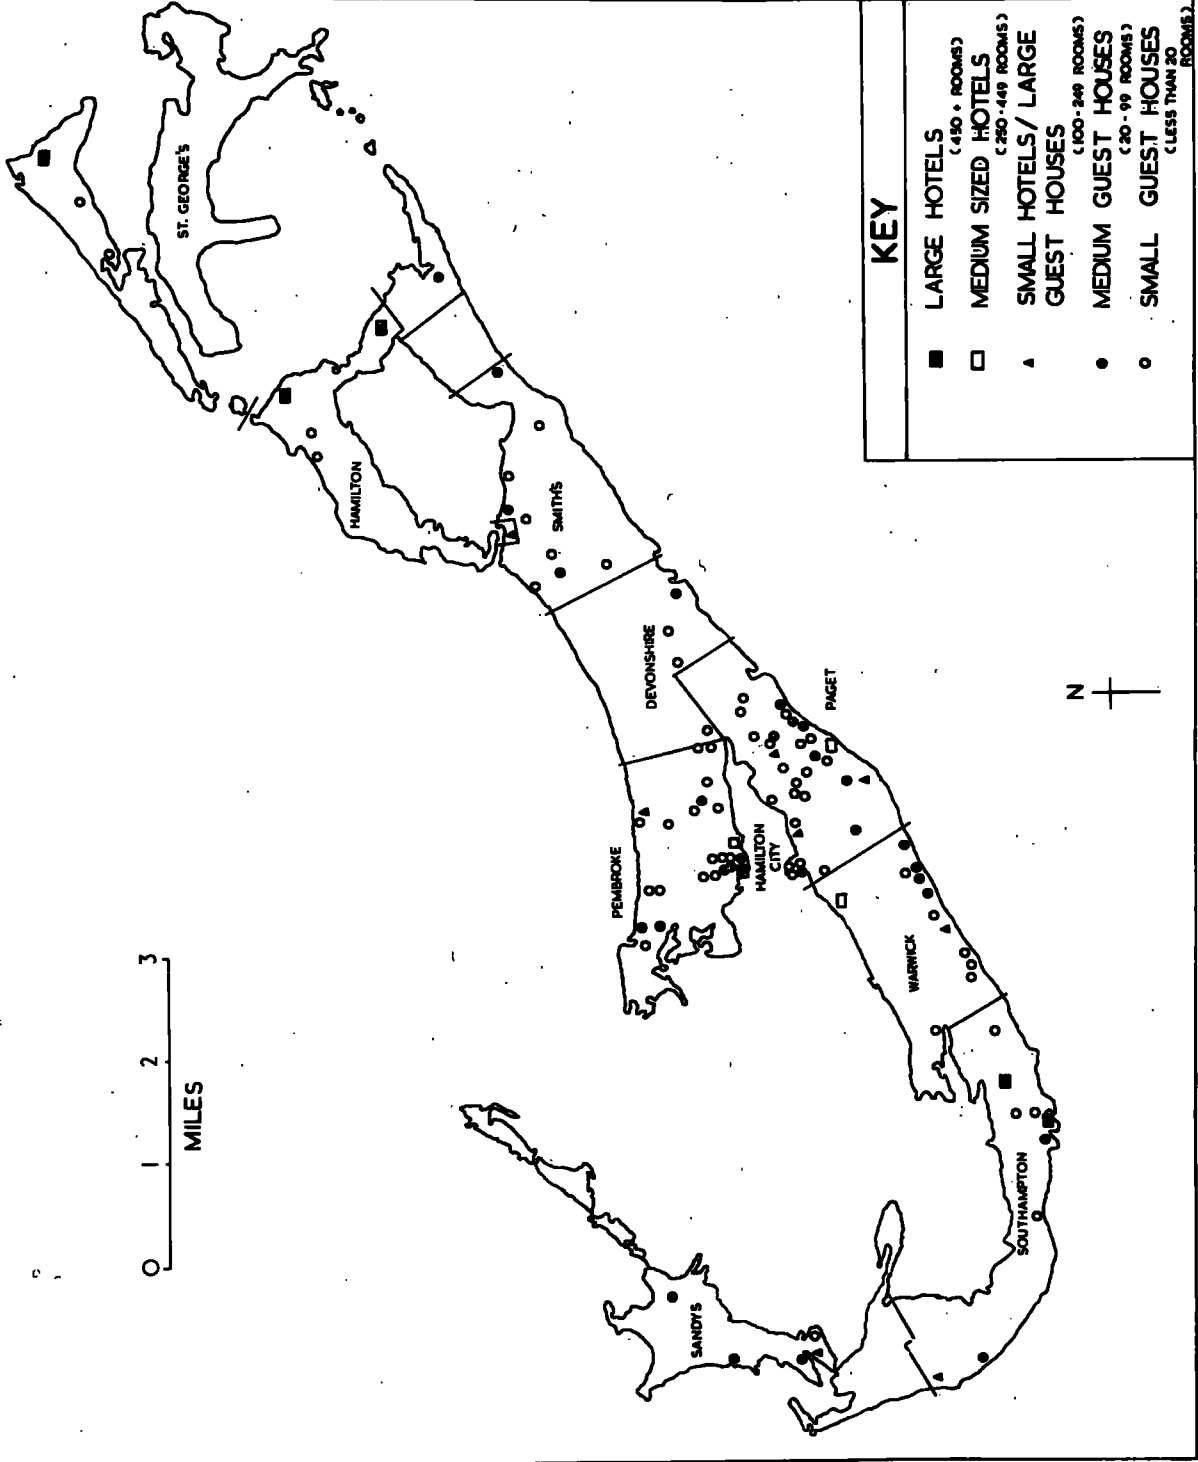 ST. GEORGE'S
HAMILTON
SMITH'S
DEVONSHIRE
PAGET
PEMBROKE
HAMILTON
CITY
WARWICK
SOUTHAMPTON
SANDYS
N
0 1 2 3
MILES
KEY
LARGE HOTELS
(450 + ROOMS)
MEDIUM SIZED HOTELS
(250-449 ROOMS)
SMALL HOTELS / LARGE
GUEST HOUSES
(100-249 ROOMS)
MEDIUM GUEST HOUSES
(20-99 ROOMS)
SMALL GUEST HOUSES
(LESS THAN 20
ROOMS)